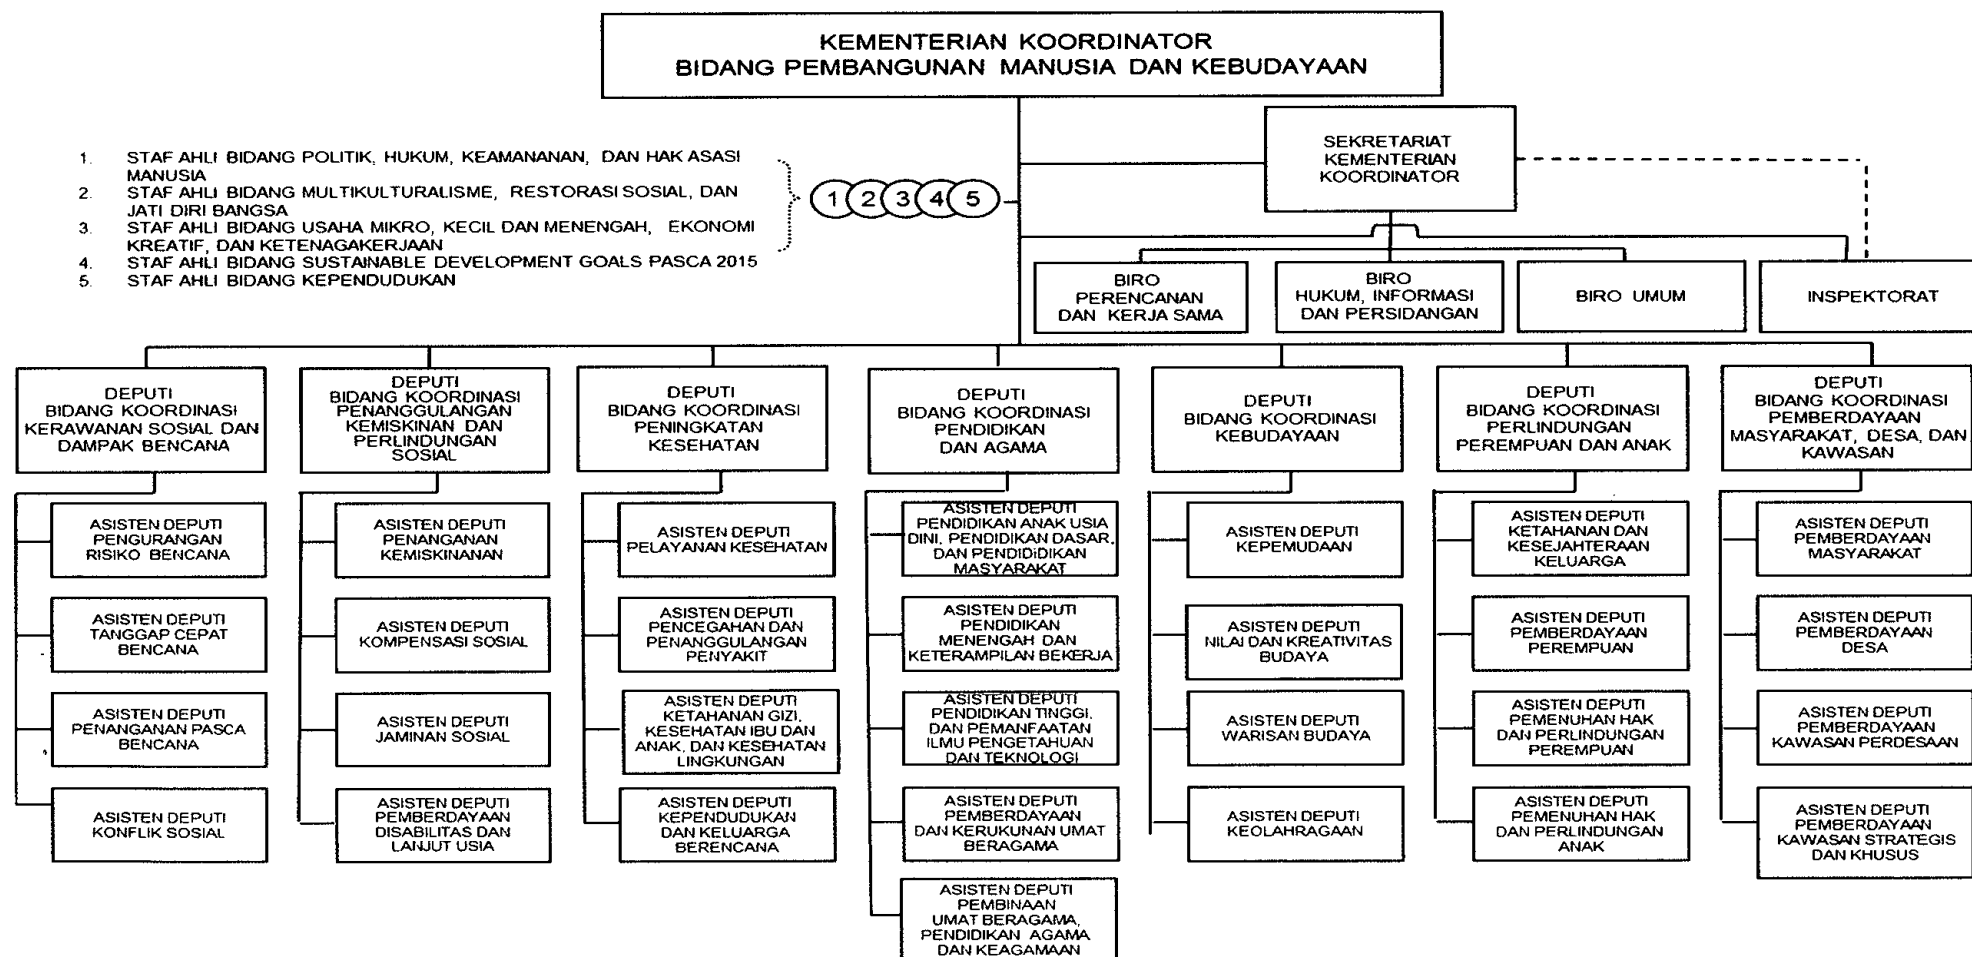 KEMENTERIAN KOORDINATOR
BIDANG PEMBANGUNAN MANUSIA DAN KEBUDAYAAN
SEKRETARIAT
KEMENTERIAN
KOORDINATOR
1. STAF AHLI BIDANG POLITIK, HUKUM, KEAMANANAN, DAN HAK ASASI
MANUSIA
2. STAF AHLI BIDANG MULTIKULTURALISME, RESTORASI SOSIAL, DAN
JATI DIRI BANGSA
3. STAF AHLI BIDANG USAHA MIKRO, KECIL DAN MENENGAH, EKONOMI
KREATIF, DAN KETENAGAKERJAAN
4. STAF AHLI BIDANG SUSTAINABLE DEVELOPMENT GOALS PASCA 2015
5. STAF AHLI BIDANG KEPENDUDUKAN
1 2 3 4 5
BIRO
PERENCANAN
DAN KERJA SAMA
BIRO
HUKUM, INFORMASI
DAN PERSIDANGAN
BIRO UMUM
INSPEKTORAT
DEPUTI
BIDANG KOORDINASI
KERAWANAN SOSIAL DAN
DAMPAK BENCANA
DEPUTI
BIDANG KOORDINASI
PENANGGULANGAN
KEMISKINAN DAN
PERLINDUNGAN
SOSIAL
DEPUTI
BIDANG KOORDINASI
PENINGKATAN
KESEHATAN
DEPUTI
BIDANG KOORDINASI
PENDIDIKAN
DAN AGAMA
DEPUTI
BIDANG KOORDINASI
KEBUDAYAAN
DEPUTI
BIDANG KOORDINASI
PERLINDUNGAN
PEREMPUAN DAN ANAK
DEPUTI
BIDANG KOORDINASI
PEMBERDAYAAN
MASYARAKAT, DESA, DAN
KAWASAN
ASISTEN DEPUTI
PENGURANGAN
RISIKO BENCANA
ASISTEN DEPUTI
PENANGANAN
KEMISKINANAN
ASISTEN DEPUTI
PELAYANAN KESEHATAN
ASISTEN DEPUTI
PENDIDIKAN ANAK USIA
DINI, PENDIDIKAN DASAR,
DAN PENDIDIDIKAN
MASYARAKAT
ASISTEN DEPUTI
KEPEMUDAAN
ASISTEN DEPUTI
KETAHANAN DAN
KESEJAHTERAAN
KELUARGA
ASISTEN DEPUTI
PEMBERDAYAAN
MASYARAKAT
ASISTEN DEPUTI
TANGGAP CEPAT
BENCANA
ASISTEN DEPUTI
KOMPENSASI SOSIAL
ASISTEN DEPUTI
PENCEGAHAN DAN
PENANGGULANGAN
PENYAKIT
ASISTEN DEPUTI
PENDIDIKAN
MENENGAH DAN
KETERAMPILAN BEKERJA
ASISTEN DEPUTI
NILAI DAN KREATIVITAS
BUDAYA
ASISTEN DEPUTI
PEMBERDAYAAN
PEREMPUAN
ASISTEN DEPUTI
PEMBERDAYAAN
DESA
ASISTEN DEPUTI
PENANGANAN PASCA
BENCANA
ASISTEN DEPUTI
JAMINAN SOSIAL
ASISTEN DEPUTI
KETAHANAN GIZI,
KESEHATAN IBU DAN
ANAK, DAN KESEHATAN
LINGKUNGAN
ASISTEN DEPUTI
PENDIDIKAN TINGGI,
DAN PEMANFAATAN
ILMU PENGETAHUAN
DAN TEKNOLOGI
ASISTEN DEPUTI
WARISAN BUDAYA
ASISTEN DEPUTI
PEMENUHAN HAK
DAN PERLINDUNGAN
PEREMPUAN
ASISTEN DEPUTI
PEMBERDAYAAN
KAWASAN PERDESAAN
ASISTEN DEPUTI
KONFLIK SOSIAL
ASISTEN DEPUTI
PEMBERDAYAAN
DISABILITAS DAN
LANJUT USIA
ASISTEN DEPUTI
KEPENDUDUKAN
DAN KELUARGA
BERENCANA
ASISTEN DEPUTI
PEMBERDAYAAN
DAN KERUKUNAN UMAT
BERAGAMA
ASISTEN DEPUTI
KEOLAHRAGAAN
ASISTEN DEPUTI
PEMENUHAN HAK
DAN PERLINDUNGAN
ANAK
ASISTEN DEPUTI
PEMBERDAYAAN
KAWASAN STRATEGIS
DAN KHUSUS
ASISTEN DEPUTI
PEMBINAAN
UMAT BERAGAMA,
PENDIDIKAN AGAMA
DAN KEAGAMAAN